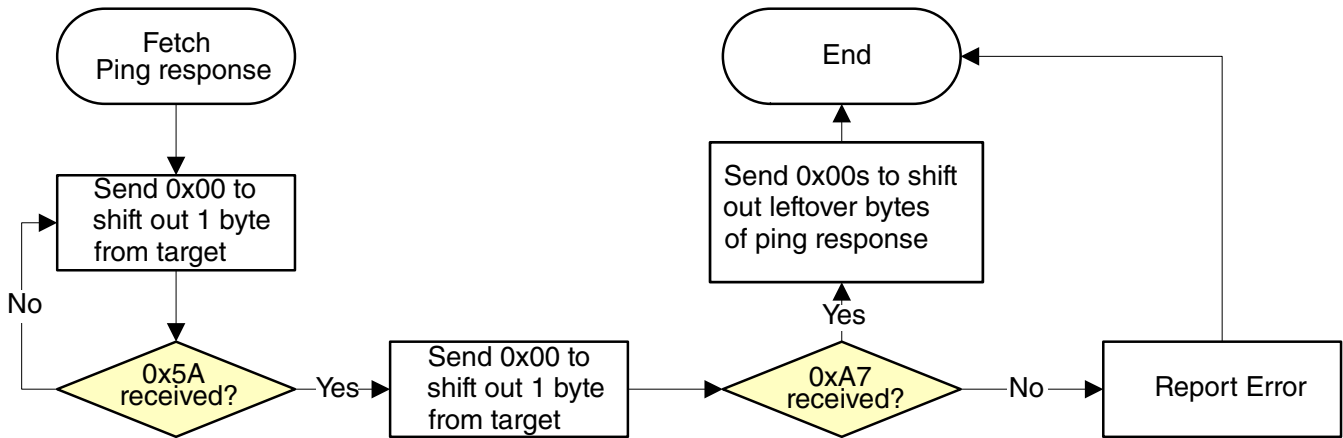 Fetch
Ping response
Send 0x00 to
shift out 1 byte
from target
No
0x5A
received?
Yes
Send 0x00 to
shift out 1 byte
from target
0xA7
received?
Yes
Send 0x00s to shift
out leftover bytes
of ping response
End
No
Report Error